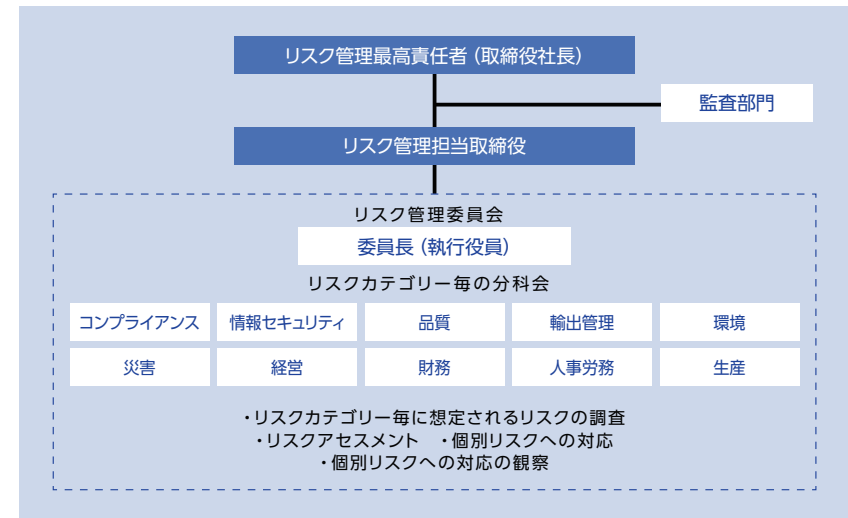 リスク管理最高責任者（取締役社長）
監査部門
リスク管理担当取締役
リスク管理委員会
委員長（執行役員）
リスクカテゴリー毎の分科会
コンプライアンス 情報セキュリティ 品質 輸出管理 環境
災害 経営 財務 人事労務 生産
・リスクカテゴリー毎に想定されるリスクの調査
・リスクアセスメント ・個別リスクへの対応
・個別リスクへの対応の観察